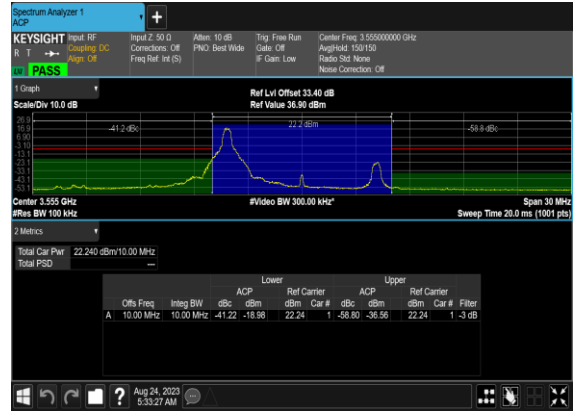 Spectrum Analyzer 1
ACP
+
KEYSIGHT Input: RF Input Z: 50 Ω Atten: 10 dB Trig: Free Run Center Freq: 3.555000000 GHz
R T Coupling: DC Corrections: Off PNO: Best Wide Gate: Off Avg|Hold: 150/150
Align: Off Freq Ref: Int (S) IF Gain: Low Radio Std: None
PASS Noise Correction: Off
1 Graph Ref Lvl Offset 33.40 dB
Scale/Div 10.0 dB Ref Value 36.90 dBm
26.9
16.9 -41.2 dBc 22.2 dBm -58.8 dBc
6.90
-3.10
-13.1
-23.1
-33.1
-43.1
-53.1
Center 3.555 GHz #Video BW 300.00 kHz* Span 30 MHz
#Res BW 100 kHz Sweep Time 20.0 ms (1001 pts)
2 Metrics
Total Car Pwr 22.240 dBm/10.00 MHz
Total PSD ---
Lower Upper
ACP Ref Carrier ACP Ref Carrier
Offs Freq Integ BW dBc dBm dBm Car # dBc dBm dBm Car # Filter
A 10.00 MHz 10.00 MHz -41.22 -18.98 22.24 1 -58.80 -36.56 22.24 1 -3 dB
? Aug 24, 2023
5:33:27 AM